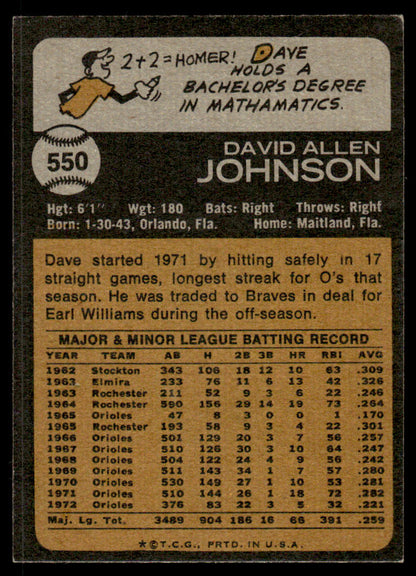 2+2=HOMER! DAVE
HOLDS A
BACHELOR'S DEGREE
IN MATHAMATICS.
550
DAVID ALLEN
JOHNSON
Hgt: 6'1" Wgt: 180 Bats: Right Throws: Right
Born: 1-30-43, Orlando, Fla. Home: Maitland, Fla.
Dave started 1971 by hitting safely in 17
straight games, longest streak for O's that
season. He was traded to Braves in deal for
Earl Williams during the off-season.
MAJOR & MINOR LEAGUE BATTING RECORD
YEAR TEAM AB H 2B 3B HR RBI AVG
1962 Stockton 343 106 18 12 10 63 .309
1963 Elmira 233 76 11 6 13 42 .326
1963 Rochester 211 52 9 3 6 22 .246
1964 Rochester 590 156 29 14 19 73 .264
1965 Orioles 47 8 3 0 0 1 .170
1965 Rochester 193 58 9 3 4 22 .301
1966 Orioles 501 129 20 3 7 56 .257
1967 Orioles 510 126 30 3 10 64 .247
1968 Orioles 504 122 24 4 9 56 .242
1969 Orioles 511 143 34 1 7 57 .280
1970 Orioles 530 149 27 1 10 53 .281
1971 Orioles 510 144 26 1 18 72 .282
1972 Orioles 376 83 22 3 5 32 .221
Maj. Lg. Tot. 3489 904 186 16 66 391 .259
*©T.C.G., PRTD. IN U.S.A.